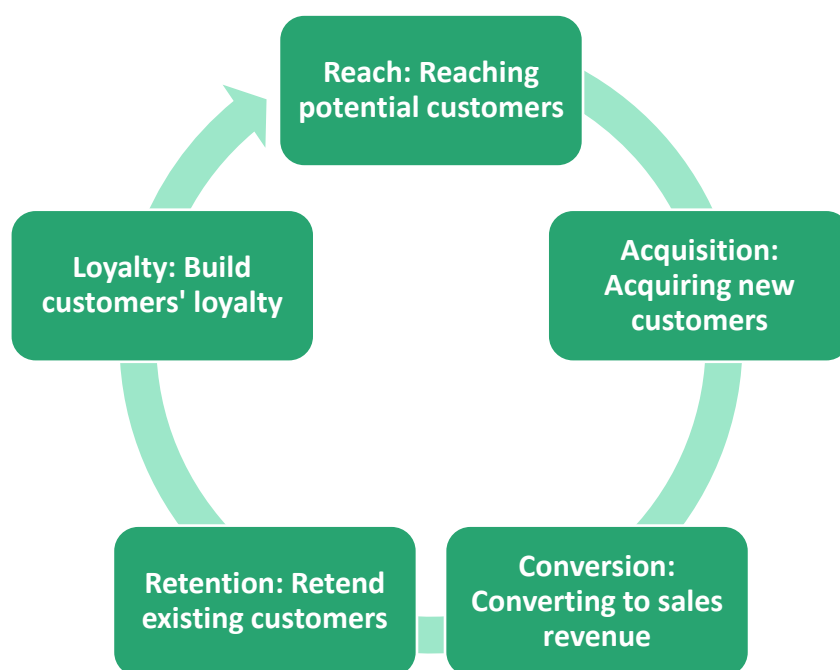 Reach: Reaching
potential customers
Acquisition:
Acquiring new
customers
Conversion:
Converting to sales
revenue
Retention: Retend
existing customers
Loyalty: Build
customers' loyalty